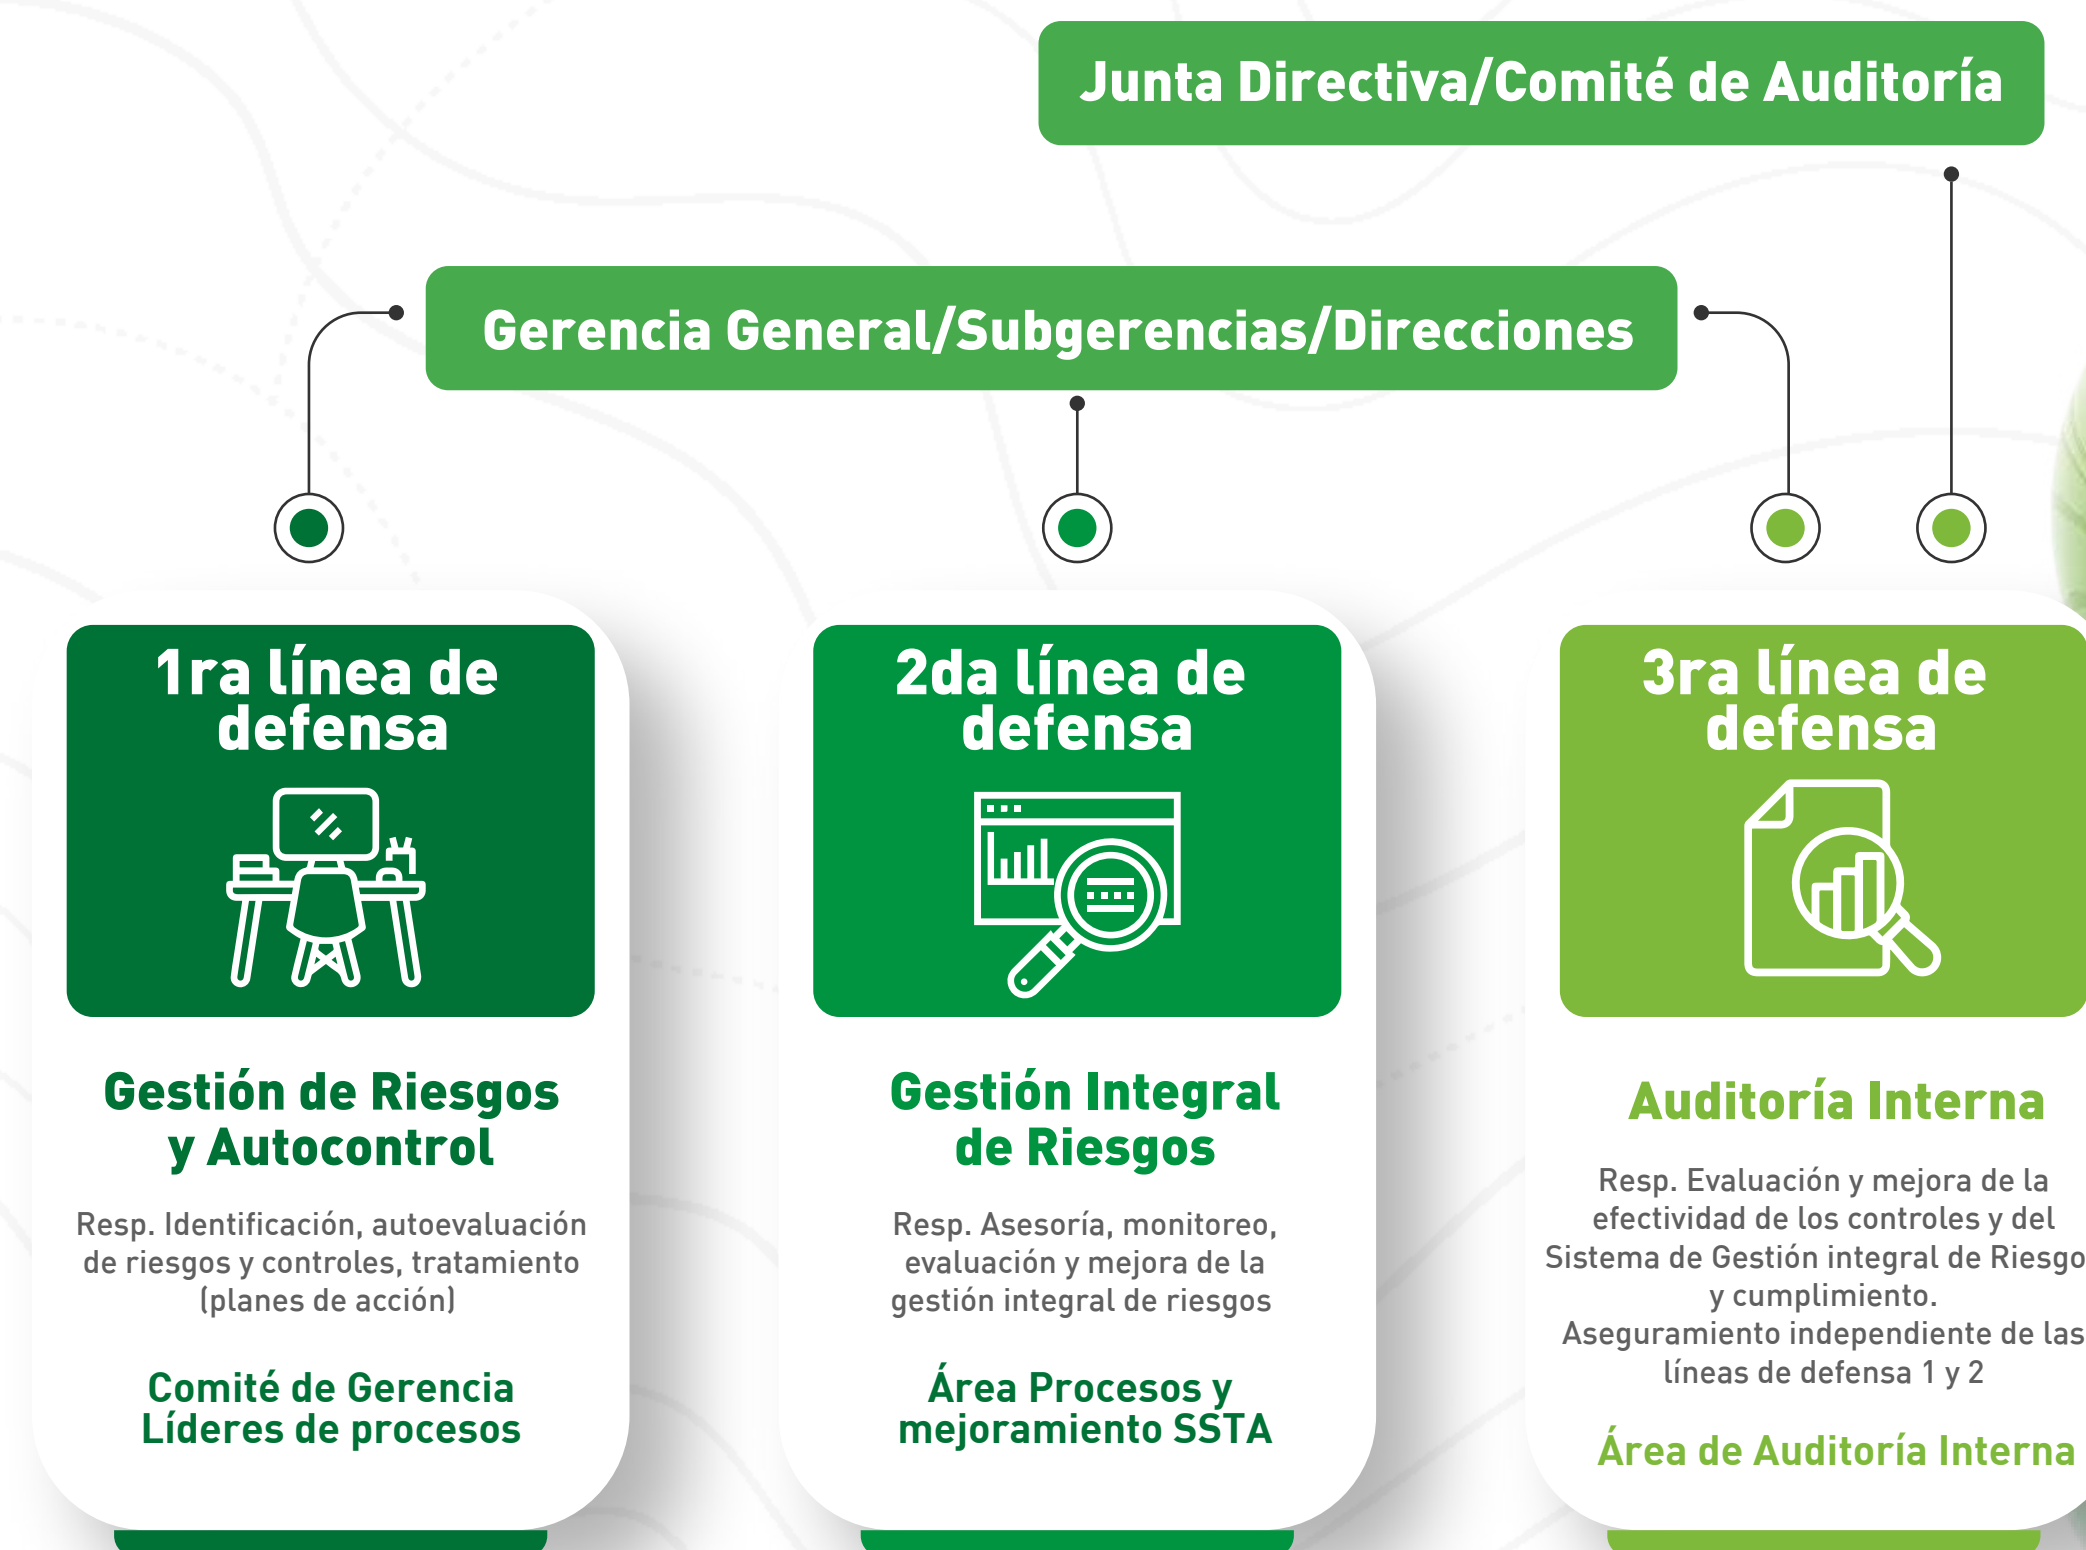 Junta Directiva/Comité de Auditoría
Gerencia General/Subgerencias/Direcciones
1ra línea de
defensa
Gestión de Riesgos
y Autocontrol
Resp. Identificación, autoevaluación
de riesgos y controles, tratamiento
(planes de acción)
Comité de Gerencia
Líderes de procesos
2da línea de
defensa
Gestión Integral
de Riesgos
Resp. Asesoría, monitoreo,
evaluación y mejora de la
gestión integral de riesgos
Área Procesos y
mejoramiento SSTA
3ra línea de
defensa
Auditoría Interna
Resp. Evaluación y mejora de la
efectividad de los controles y del
Sistema de Gestión integral de Riesgo
y cumplimiento.
Aseguramiento independiente de las
líneas de defensa 1 y 2
Área de Auditoría Interna